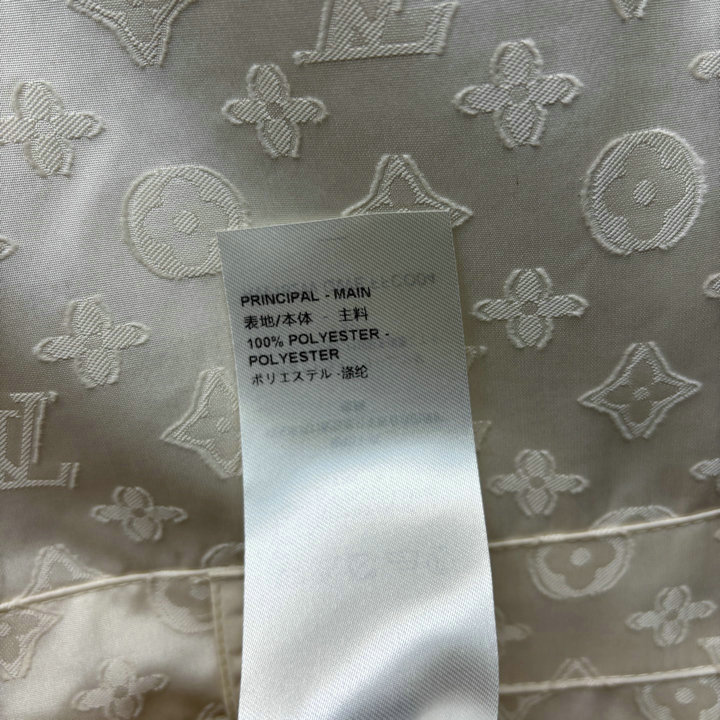 PRINCIPAL - MAIN
表地/本体 - 主料
100% POLYESTER -
POLYESTER
ポリエステル -涤纶